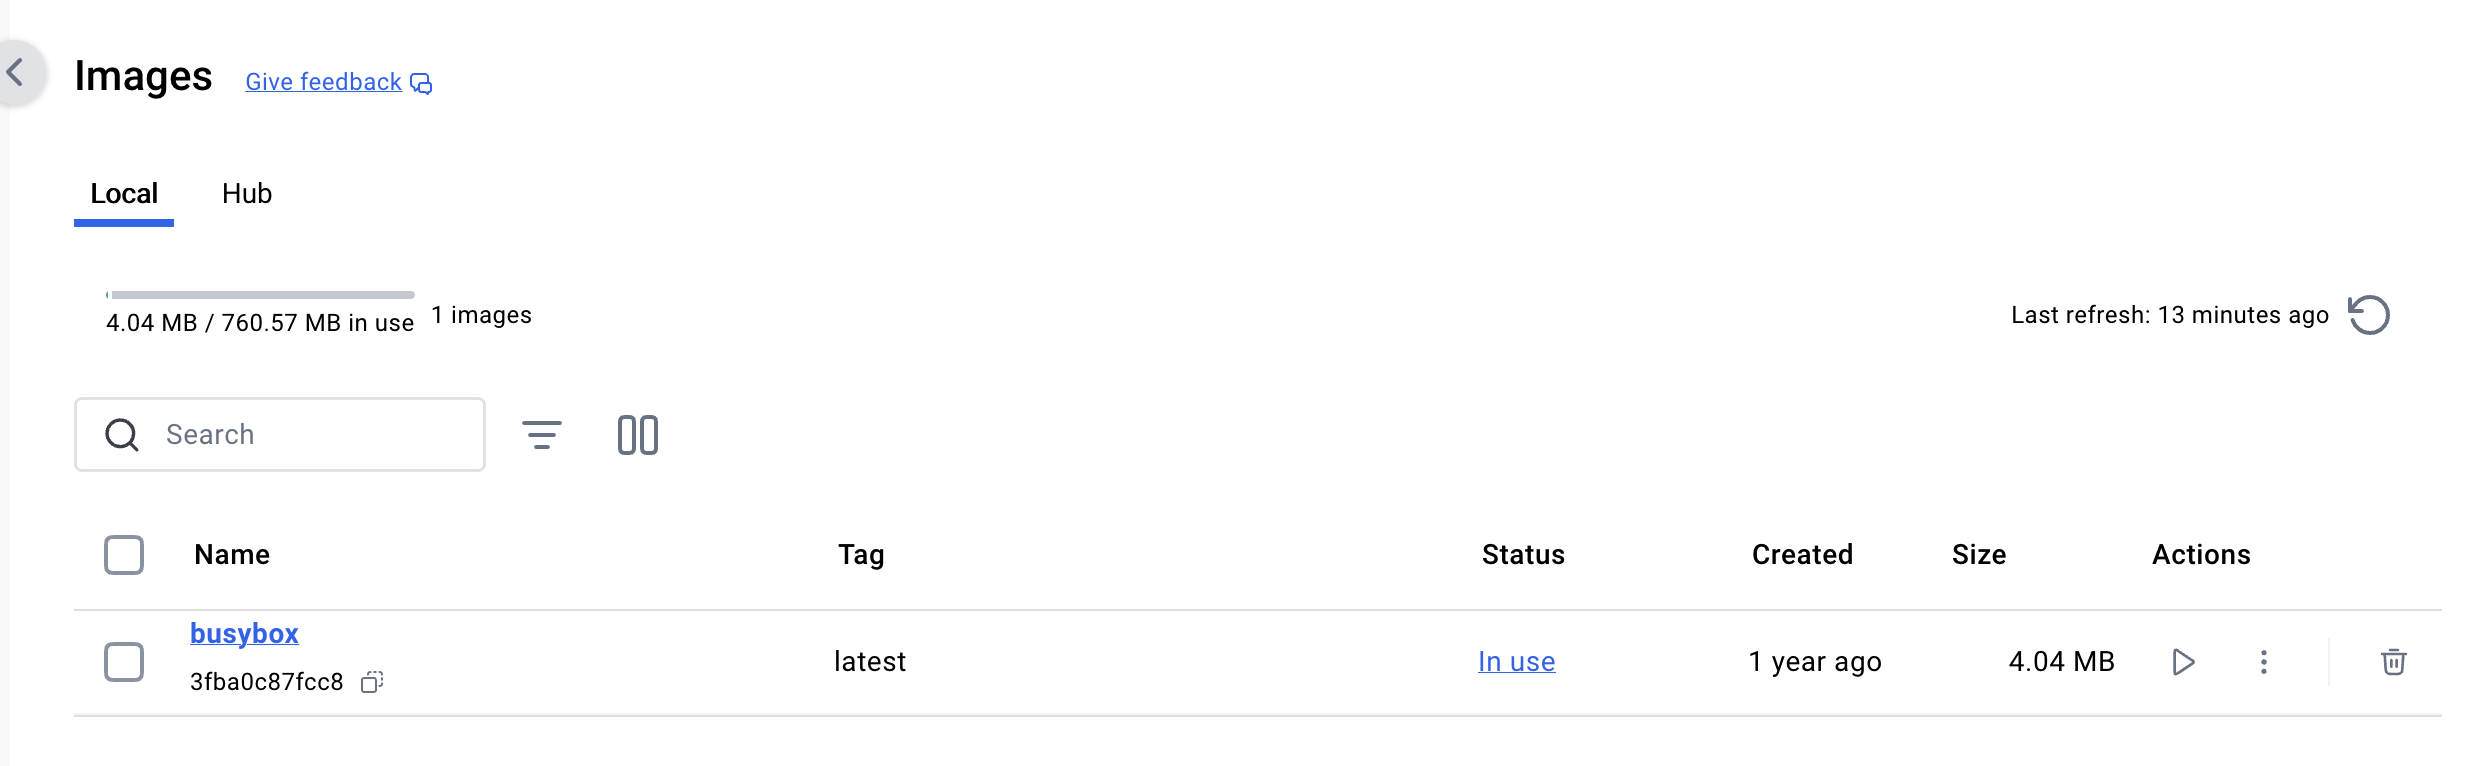 Images Give feedback
Local Hub
4.04 MB / 760.57 MB in use 1 images
Last refresh: 13 minutes ago
Search
Name Tag Status Created Size Actions
busybox
3fba0c87fcc8
latest In use 1 year ago 4.04 MB